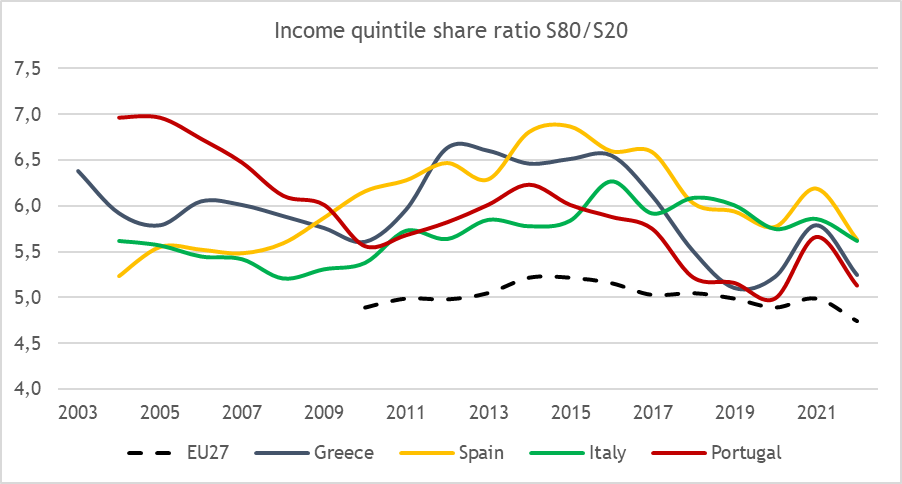 Income quintile share ratio S80/S20
7,5
7,0
6,5
6,0
5,5
5,0
4,5
4,0
2003 2005 2007 2009 2011 2013 2015 2017 2019 2021
EU27 Greece Spain Italy Portugal